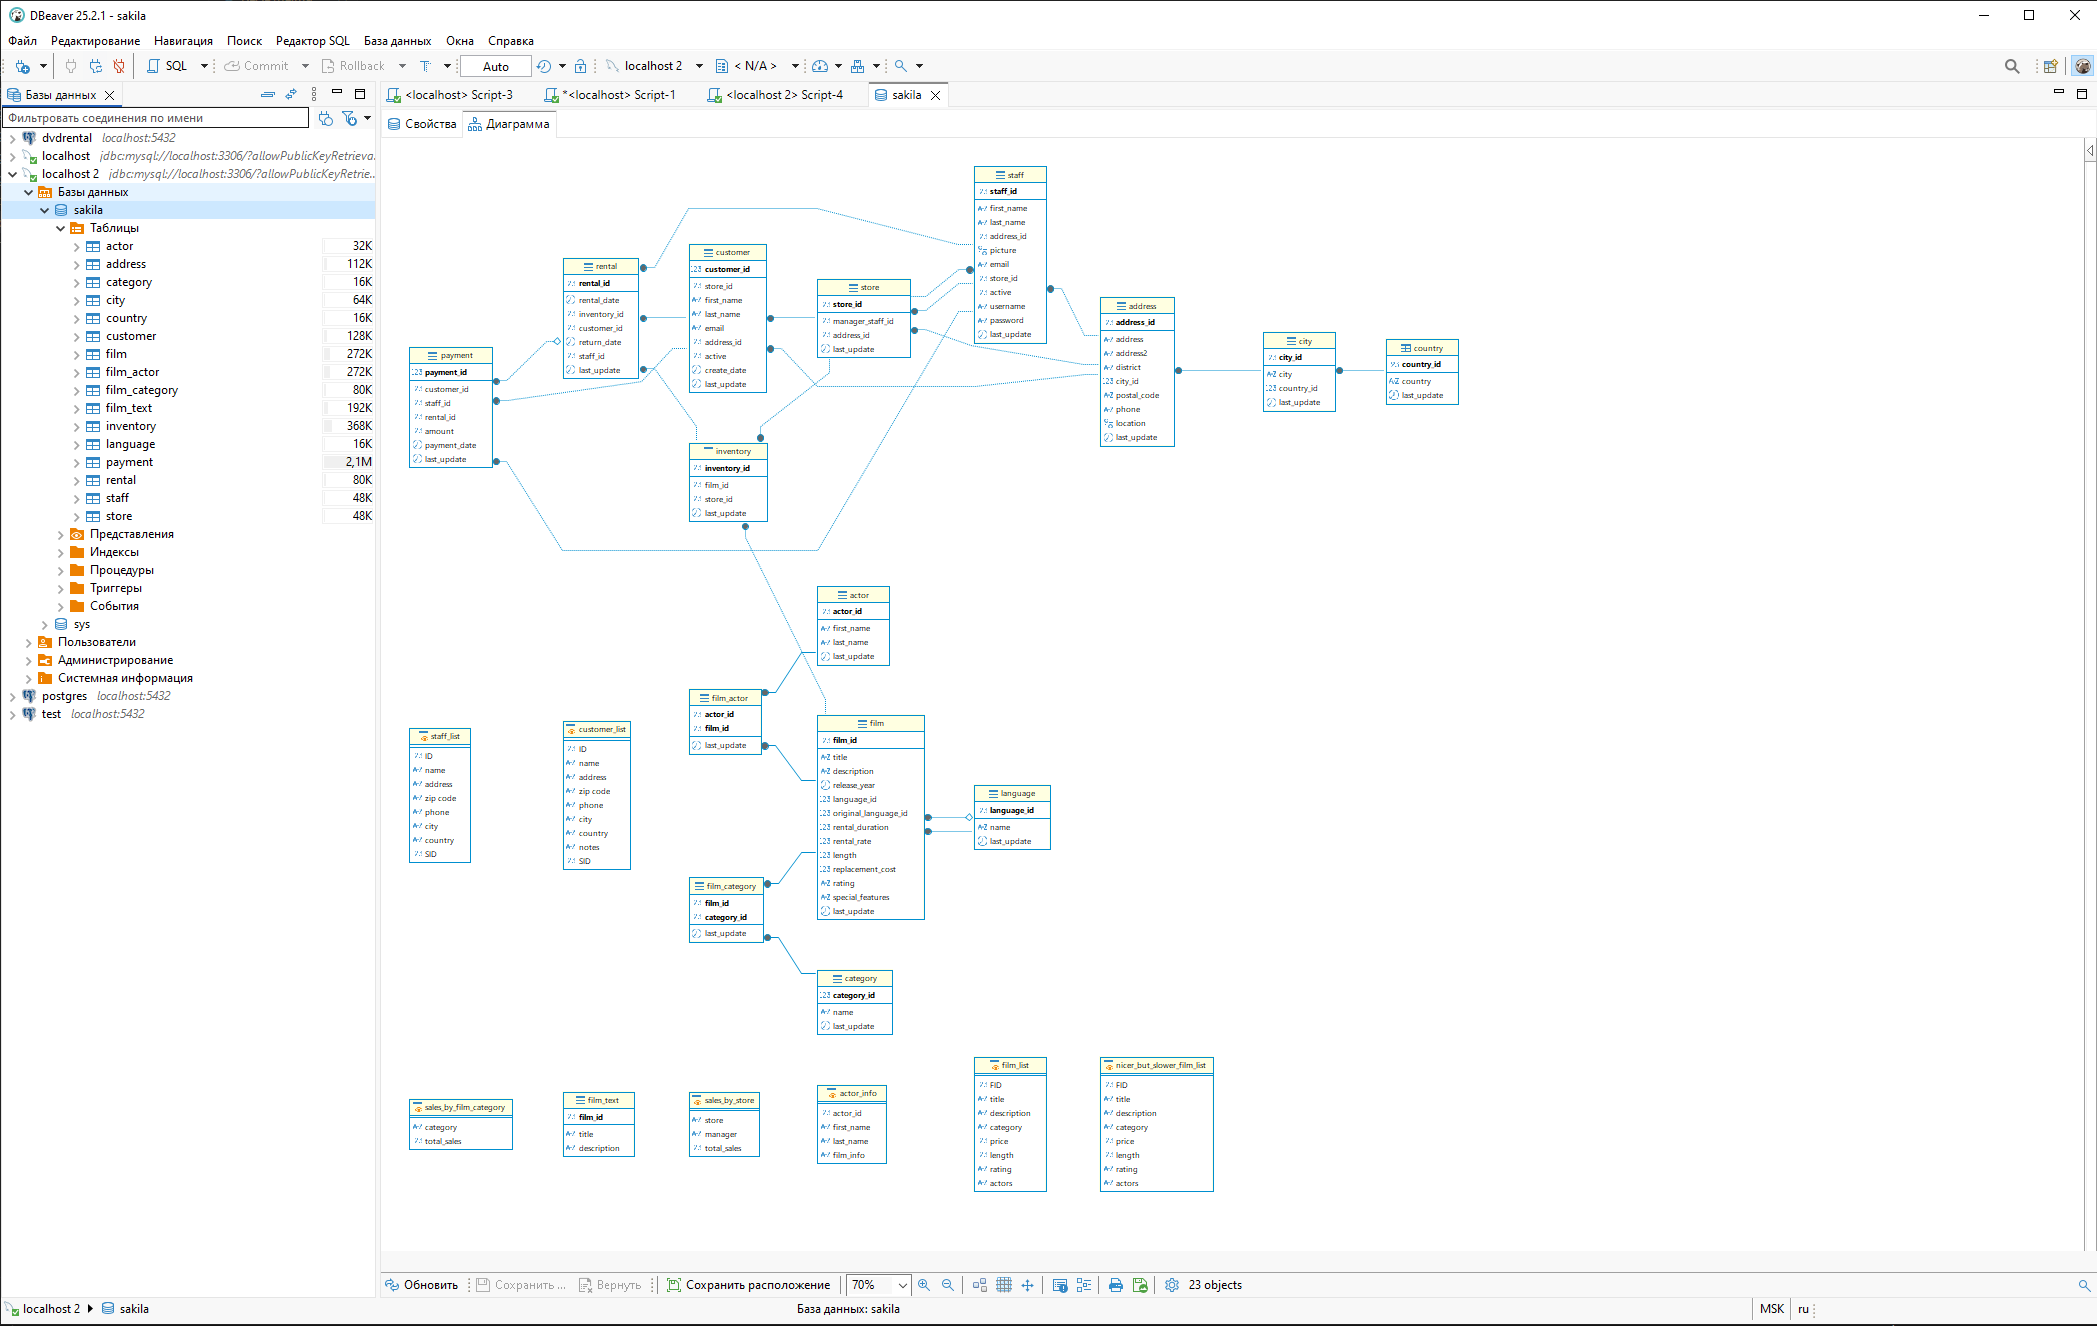 DBeaver 25.2.1 - sakila
Файл Редактирование Навигация Поиск Редактор SQL База данных Окна Справка
SQL Commit Rollback T Auto localhost 2 < N/A >
Базы данных
<localhost> Script-3 *<localhost> Script-1 <localhost 2> Script-4 sakila
Фильтровать соединения по имени
Свойства Диаграмма
dvdrental localhost:5432
localhost jdbc:mysql://localhost:3306/?allowPublicKeyRetrieva...
localhost 2 jdbc:mysql://localhost:3306/?allowPublicKeyRetrie...
Базы данных
sakila
Таблицы
actor 32K
address 112K
category 16K
city 64K
country 16K
customer 128K
film 272K
film_actor 272K
film_category 80K
film_text 192K
inventory 368K
language 16K
payment 2,1M
rental 80K
staff 48K
store 48K
Представления
Индексы
Процедуры
Триггеры
События
sys
Пользователи
Администрирование
Системная информация
postgres localhost:5432
test localhost:5432
staff
staff_id
first_name
last_name
address_id
picture
email
store_id
active
username
password
last_update
customer
123 customer_id
store_id
first_name
last_name
email
address_id
active
create_date
last_update
rental
rental_id
rental_date
inventory_id
customer_id
return_date
staff_id
last_update
store
store_id
manager_staff_id
address_id
last_update
address
address_id
address
address2
district
123 city_id
postal_code
phone
location
last_update
city
city_id
city
123 country_id
last_update
country
country_id
country
last_update
payment
123 payment_id
customer_id
staff_id
rental_id
amount
payment_date
last_update
inventory
inventory_id
film_id
store_id
last_update
actor
actor_id
first_name
last_name
last_update
film_actor
actor_id
film_id
last_update
film
film_id
title
description
release_year
123 language_id
123 original_language_id
123 rental_duration
123 rental_rate
123 length
123 replacement_cost
rating
special_features
last_update
staff_list
ID
name
address
zip code
phone
city
country
SID
customer_list
ID
name
address
zip code
phone
city
country
notes
SID
language
language_id
name
last_update
film_category
film_id
category_id
last_update
category
123 category_id
name
last_update
sales_by_film_category
category
total_sales
film_text
film_id
title
description
sales_by_store
store
manager
total_sales
actor_info
actor_id
first_name
last_name
film_info
film_list
FID
title
description
category
price
length
rating
actors
nicer_but_slower_film_list
FID
title
description
category
price
length
rating
actors
Обновить Сохранить ... Вернуть Сохранить расположение 70% 23 objects
localhost 2 sakila База данных: sakila MSK ru